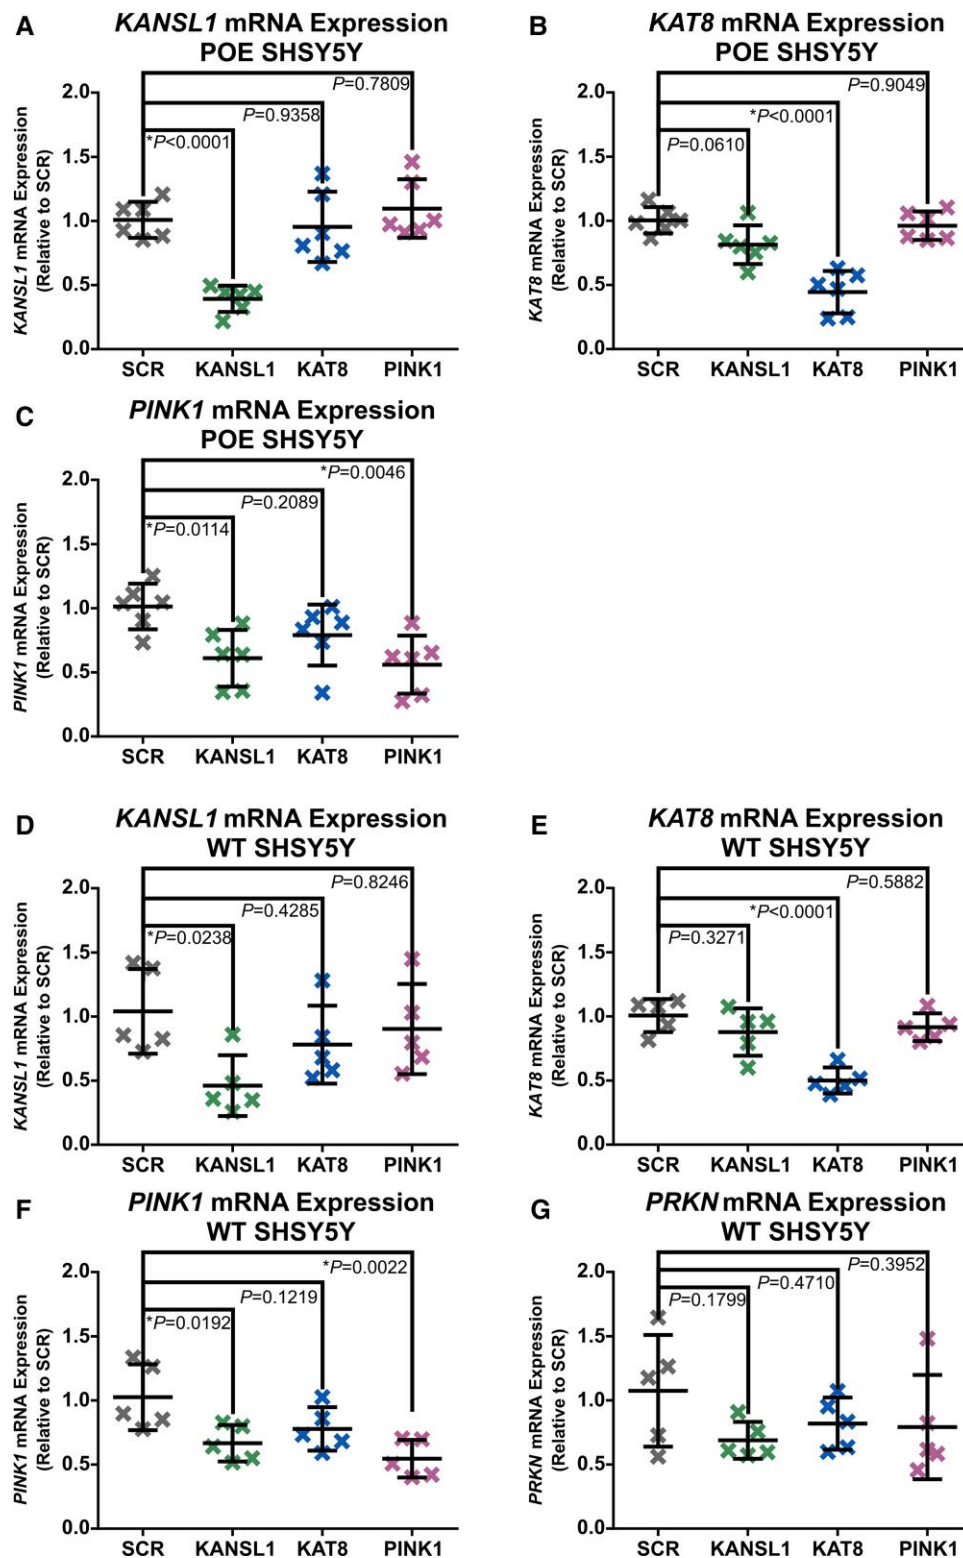 A
KANSL1 mRNA Expression
POE SHSY5Y
KANSL1 mRNA Expression
(Relative to SCR)
2.0
1.5
1.0
0.5
0.0
P=0.7809
P=0.9358
*P<0.0001
SCR KANSL1 KAT8 PINK1
B
KAT8 mRNA Expression
POE SHSY5Y
KAT8 mRNA Expression
(Relative to SCR)
2.0
1.5
1.0
0.5
0.0
P=0.9049
*P<0.0001
P=0.0610
SCR KANSL1 KAT8 PINK1
C
PINK1 mRNA Expression
POE SHSY5Y
PINK1 mRNA Expression
(Relative to SCR)
2.0
1.5
1.0
0.5
0.0
*P=0.0046
P=0.2089
*P=0.0114
SCR KANSL1 KAT8 PINK1
D
KANSL1 mRNA Expression
WT SHSY5Y
KANSL1 mRNA Expression
(Relative to SCR)
2.0
1.5
1.0
0.5
0.0
P=0.8246
P=0.4285
*P=0.0238
SCR KANSL1 KAT8 PINK1
E
KAT8 mRNA Expression
WT SHSY5Y
KAT8 mRNA Expression
(Relative to SCR)
2.0
1.5
1.0
0.5
0.0
P=0.5882
*P<0.0001
P=0.3271
SCR KANSL1 KAT8 PINK1
F
PINK1 mRNA Expression
WT SHSY5Y
PINK1 mRNA Expression
(Relative to SCR)
2.0
1.5
1.0
0.5
0.0
*P=0.0022
P=0.1219
*P=0.0192
SCR KANSL1 KAT8 PINK1
G
PRKN mRNA Expression
WT SHSY5Y
PRKN mRNA Expression
(Relative to SCR)
2.0
1.5
1.0
0.5
0.0
P=0.3952
P=0.4710
P=0.1799
SCR KANSL1 KAT8 PINK1